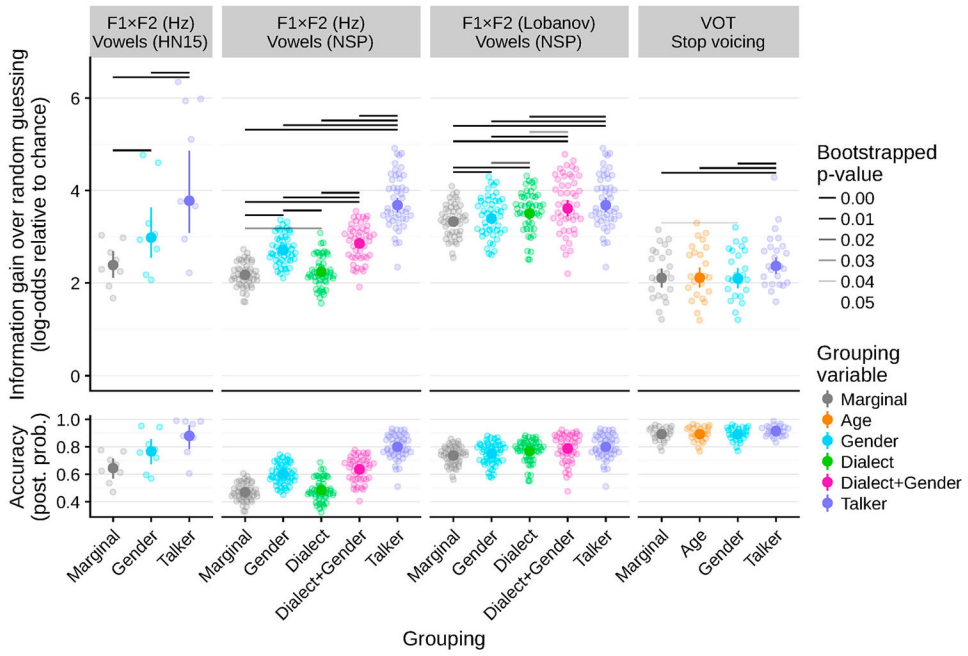 F1×F2 (Hz)
Vowels (HN15)
F1×F2 (Hz)
Vowels (NSP)
F1×F2 (Lobanov)
Vowels (NSP)
VOT
Stop voicing
Information gain over random guessing
(log-odds relative to chance)
6
4
2
0
Accuracy
(post. prob.)
1.0
0.8
0.6
0.4
Marginal
Gender
Talker
Marginal
Gender
Dialect
Dialect+Gender
Talker
Marginal
Gender
Dialect
Dialect+Gender
Talker
Marginal
Age
Gender
Talker
Grouping
Bootstrapped
p-value
0.00
0.01
0.02
0.03
0.04
0.05
Grouping
variable
Marginal
Age
Gender
Dialect
Dialect+Gender
Talker